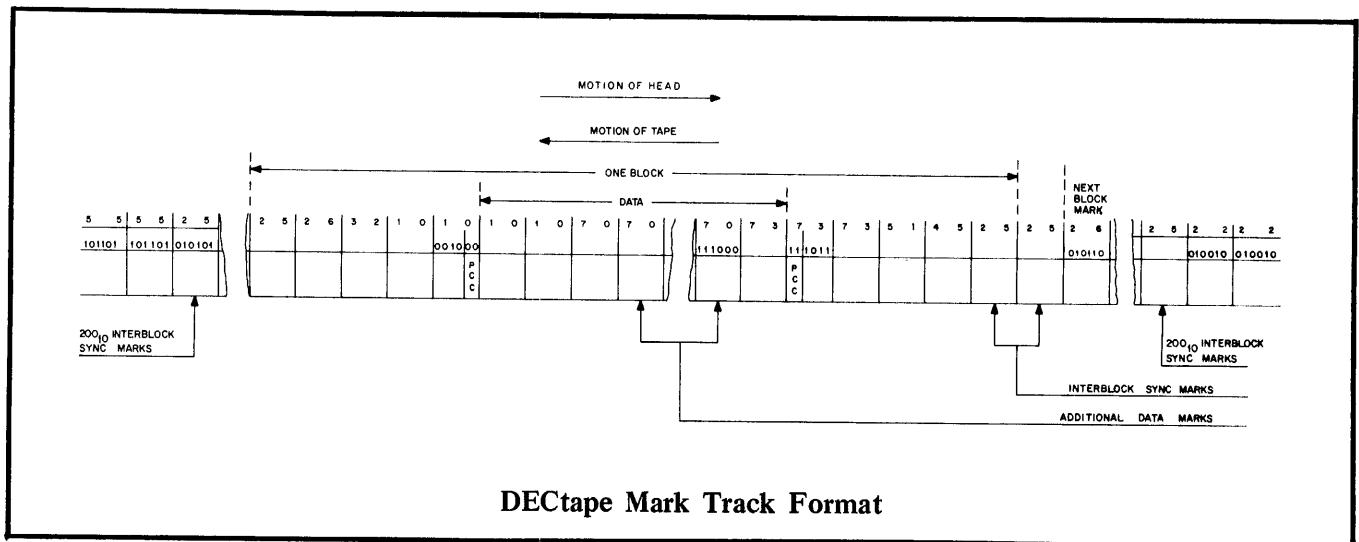 MOTION OF HEAD
MOTION OF TAPE
ONE BLOCK
DATA
NEXT
BLOCK
MARK
5 5 5 5 2 5 2 5 2 6 3 2 1 0 1 0 1 0 1 0 7 0 7 0 7 0 7 3 7 3 7 3 5 1 4 5 2 5 2 5 2 6 2 5 2 2 2 2
101101 101101 010101 001000 111000 111011 010110 010010 010010
PCC PCC
200₁₀ INTERBLOCK
SYNC MARKS
200₁₀ INTERBLOCK
SYNC MARKS
INTERBLOCK SYNC MARKS
ADDITIONAL DATA MARKS
DECtape Mark Track Format